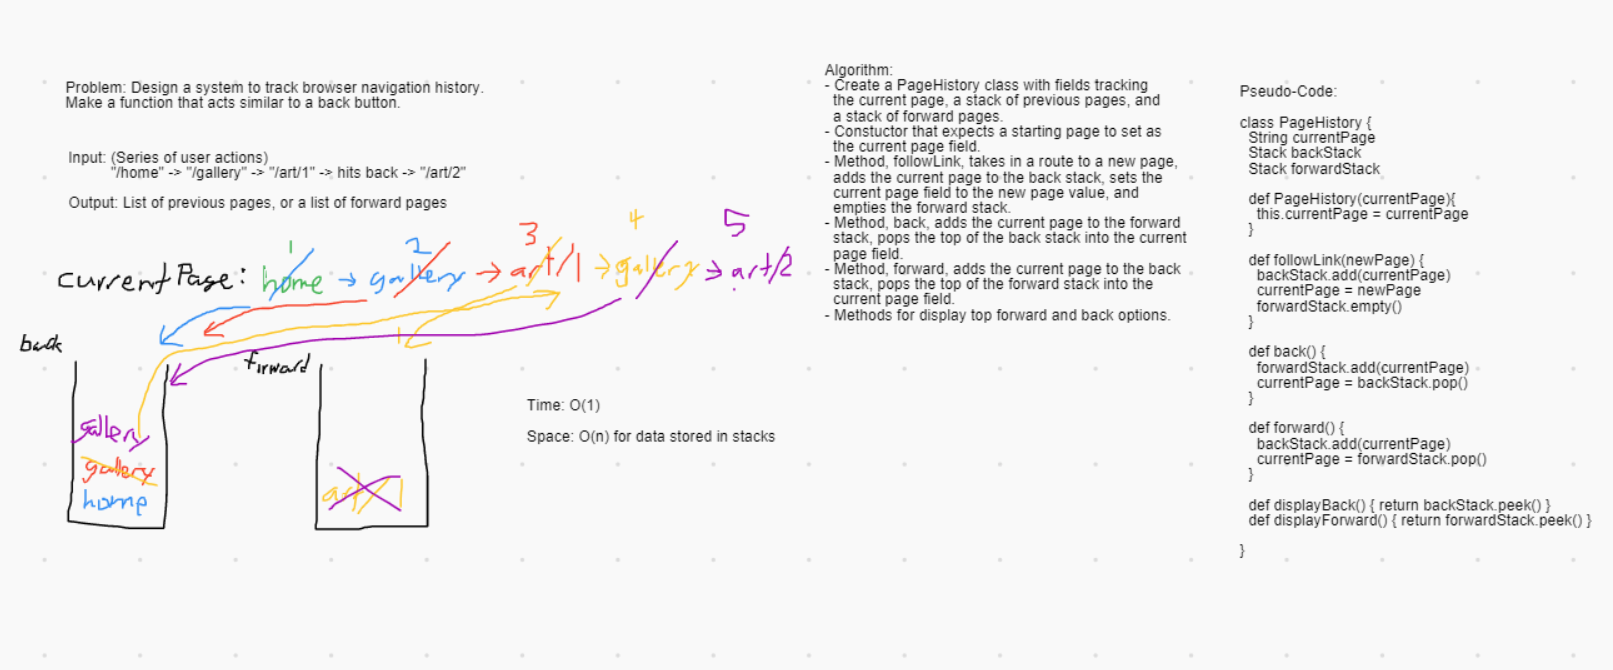 Problem: Design a system to track browser navigation history.
Make a function that acts similar to a back button.
Input: (Series of user actions)
"/home" -> "/gallery" -> "/art/1" -> hits back -> "/art/2"
Output: List of previous pages, or a list of forward pages
1 2 3 4 5
currentPage: home → gallery → art/1 → gallery → art/2
back
forward
gallery
gallery
home
art/1
Time: O(1)
Space: O(n) for data stored in stacks
Algorithm:
- Create a PageHistory class with fields tracking
the current page, a stack of previous pages, and
a stack of forward pages.
- Constuctor that expects a starting page to set as
the current page field.
- Method, followLink, takes in a route to a new page,
adds the current page to the back stack, sets the
current page field to the new page value, and
empties the forward stack.
- Method, back, adds the current page to the forward
stack, pops the top of the back stack into the current
page field.
- Method, forward, adds the current page to the back
stack, pops the top of the forward stack into the
current page field.
- Methods for display top forward and back options.
Pseudo-Code:
class PageHistory {
String currentPage
Stack backStack
Stack forwardStack
def PageHistory(currentPage){
this.currentPage = currentPage
}
def followLink(newPage) {
backStack.add(currentPage)
currentPage = newPage
forwardStack.empty()
}
def back() {
forwardStack.add(currentPage)
currentPage = backStack.pop()
}
def forward() {
backStack.add(currentPage)
currentPage = forwardStack.pop()
}
def displayBack() { return backStack.peek() }
def displayForward() { return forwardStack.peek() }
}